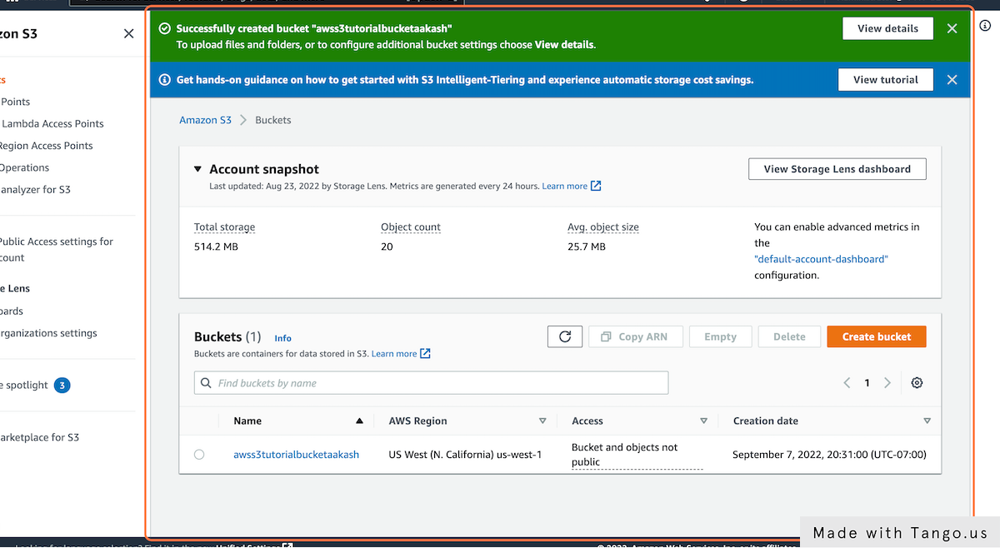 Successfully created bucket "awss3tutorialbucketaakash"
To upload files and folders, or to configure additional bucket settings choose View details.
View details
Get hands-on guidance on how to get started with S3 Intelligent-Tiering and experience automatic storage cost savings.
View tutorial
zon S3
ts
Points
Lambda Access Points
Region Access Points
Operations
analyzer for S3
Public Access settings for
count
e Lens
oards
rganizations settings
e spotlight 3
arketplace for S3
Amazon S3 > Buckets
Account snapshot
Last updated: Aug 23, 2022 by Storage Lens. Metrics are generated every 24 hours. Learn more
View Storage Lens dashboard
Total storage
514.2 MB
Object count
20
Avg. object size
25.7 MB
You can enable advanced metrics in
the
"default-account-dashboard"
configuration.
Buckets (1) Info
Buckets are containers for data stored in S3. Learn more
Copy ARN
Empty
Delete
Create bucket
Find buckets by name
1
Name AWS Region Access Creation date
awss3tutorialbucketaakash US West (N. California) us-west-1 Bucket and objects not
public
September 7, 2022, 20:31:00 (UTC-07:00)
Made with Tango.us